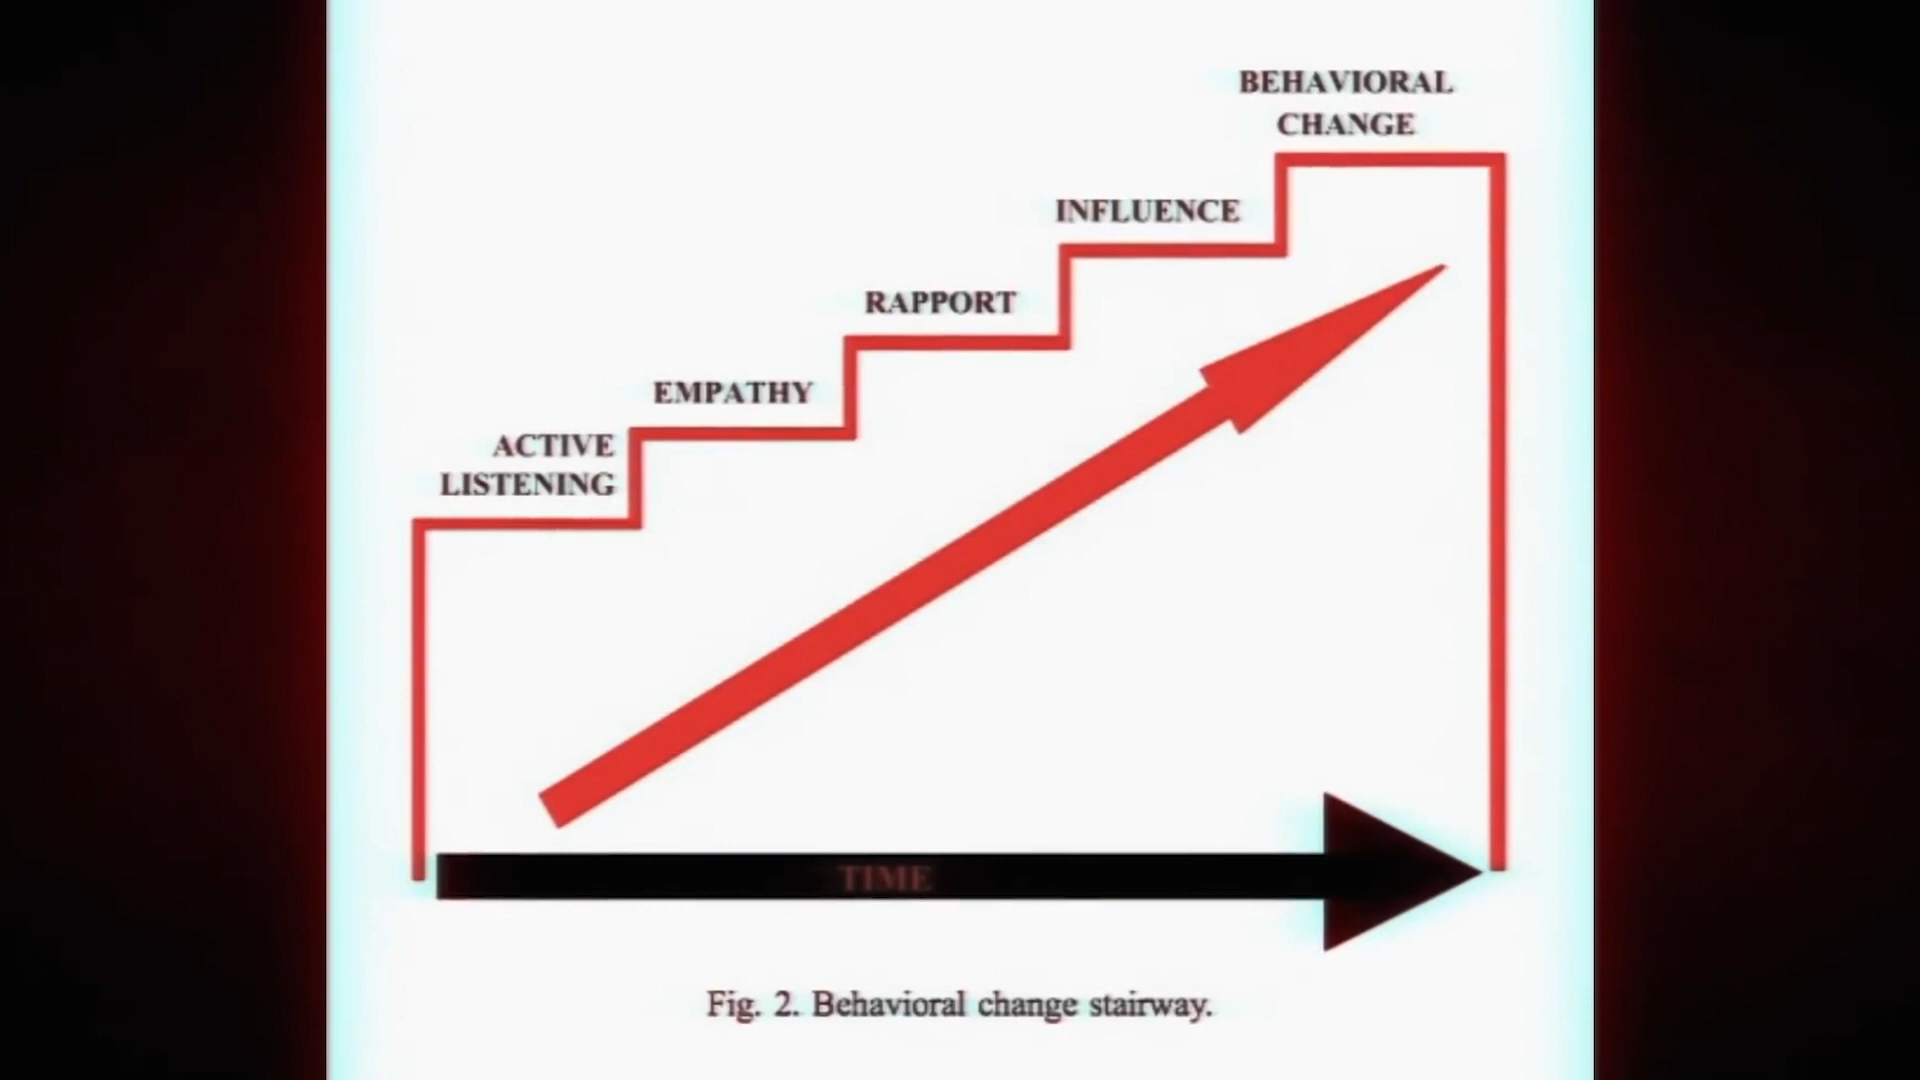 BEHAVIORAL
CHANGE
INFLUENCE
RAPPORT
EMPATHY
ACTIVE
LISTENING
TIME
Fig. 2. Behavioral change stairway.